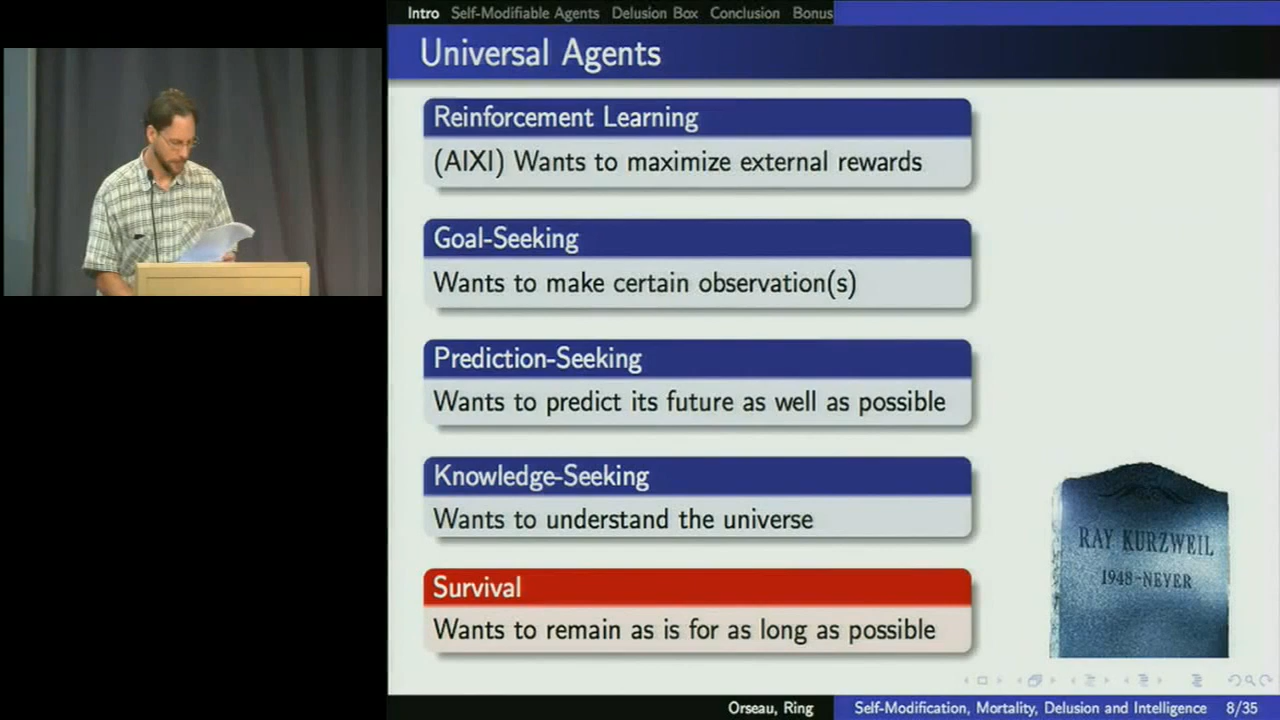 Intro Self-Modifiable Agents Delusion Box Conclusion Bonus
Universal Agents
Reinforcement Learning
(AIXI) Wants to maximize external rewards
Goal-Seeking
Wants to make certain observation(s)
Prediction-Seeking
Wants to predict its future as well as possible
Knowledge-Seeking
Wants to understand the universe
Survival
Wants to remain as is for as long as possible
RAY KURZWEIL
1948-NEVER
Orseau, Ring
Self-Modification, Mortality, Delusion and Intelligence 8/35